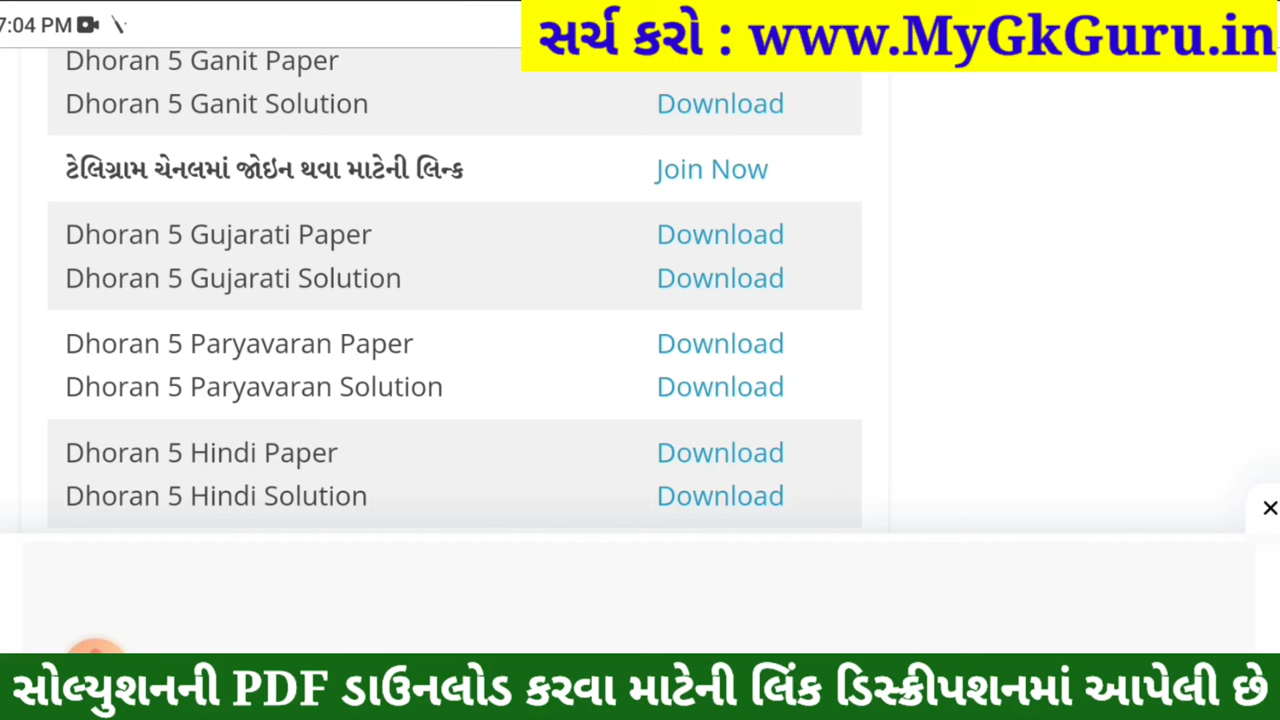 7:04 PM
સર્ચ કરો : www.MyGkGuru.in
Dhoran 5 Ganit Paper
Dhoran 5 Ganit Solution Download
ટેલિગ્રામ ચેનલમાં જોઇન થવા માટેની લિન્ક Join Now
Dhoran 5 Gujarati Paper Download
Dhoran 5 Gujarati Solution Download
Dhoran 5 Paryavaran Paper Download
Dhoran 5 Paryavaran Solution Download
Dhoran 5 Hindi Paper Download
Dhoran 5 Hindi Solution Download
સોલ્યુશનની PDF ડાઉનલોડ કરવા માટેની લિંક ડિસ્ક્રીપશનમાં આપેલી છે